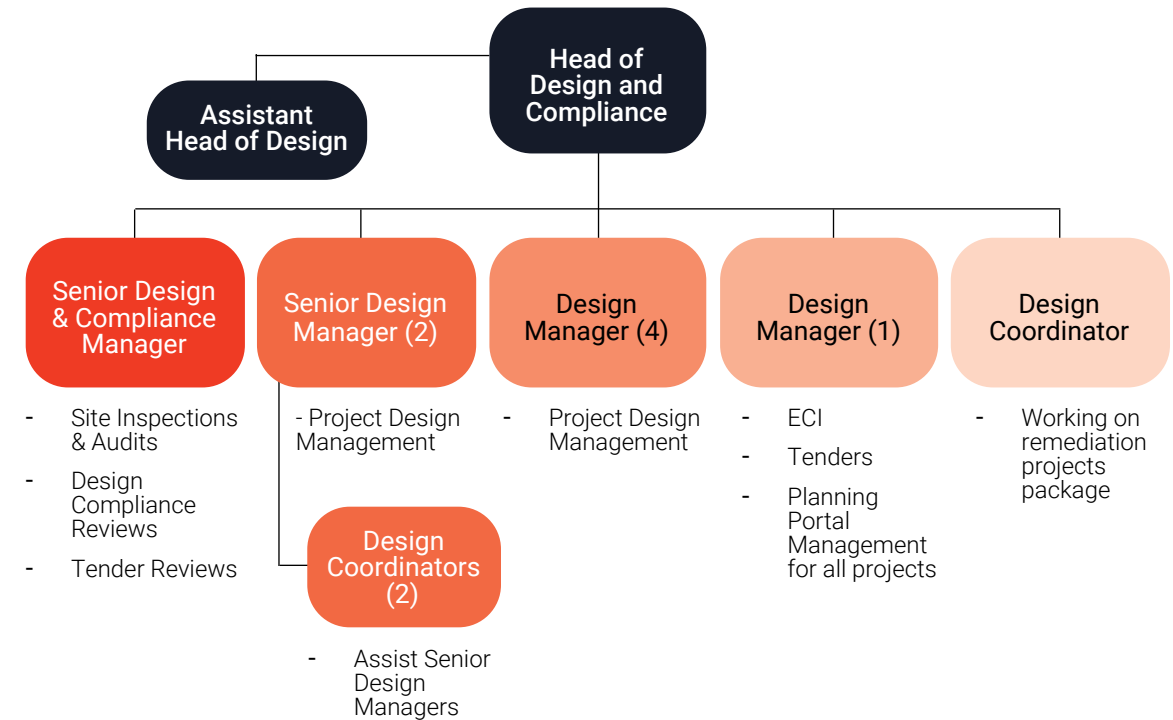 Head of
Design and
Compliance
Assistant
Head of Design
Senior Design
& Compliance
Manager
Senior Design
Manager (2)
Design
Manager (4)
Design
Manager (1)
Design
Coordinator
- Site Inspections
& Audits
- Design
Compliance
Reviews
- Tender Reviews
- Project Design
Management
Design
Coordinators
(2)
- Assist Senior
Design
Managers
- Project Design
Management
- ECI
- Tenders
- Planning
Portal
Management
for all projects
- Working on
remediation
projects
package